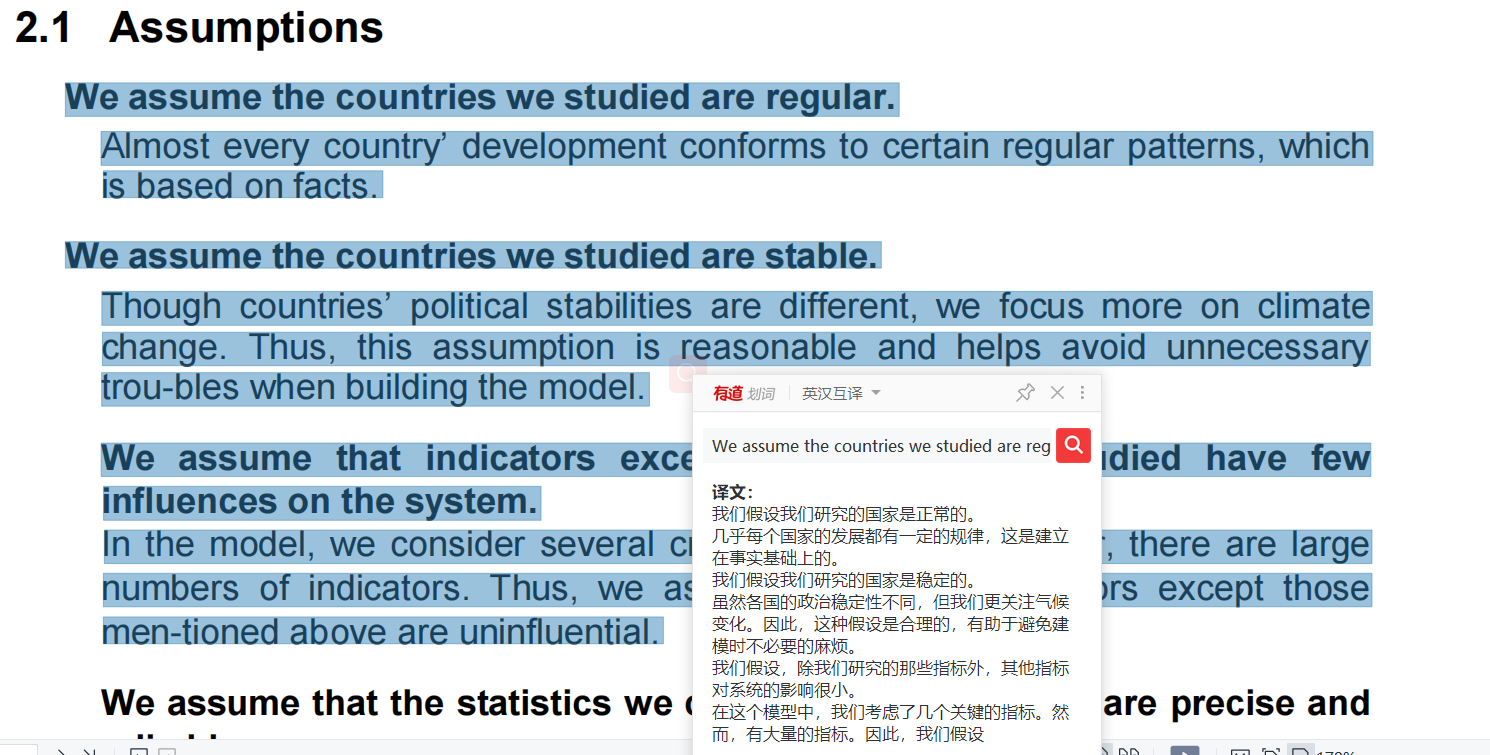 2.1 Assumptions
We assume the countries we studied are regular.
Almost every country’ development conforms to certain regular patterns, which
is based on facts.
We assume the countries we studied are stable.
Though countries’ political stabilities are different, we focus more on climate
change. Thus, this assumption is reasonable and helps avoid unnecessary
trou-bles when building the model.
We assume that indicators have few
influences on the system.
In the model, we consider several there are large
numbers of indicators. Thus, we except those
men-tioned above are uninfluential.
We assume that the statistics we are precise and
有道 划词 英汉互译
We assume the countries we studied are reg
译文：
我们假设我们研究的国家是正常的。
几乎每个国家的发展都有一定的规律，这是建立
在事实基础上的。
我们假设我们研究的国家是稳定的。
虽然各国的政治稳定性不同，但我们更关注气候
变化。因此，这种假设是合理的，有助于避免建
模时不必要的麻烦。
我们假设，除我们研究的那些指标外，其他指标
对系统的影响很小。
在这个模型中，我们考虑了几个关键的指标。然
而，有大量的指标。因此，我们假设